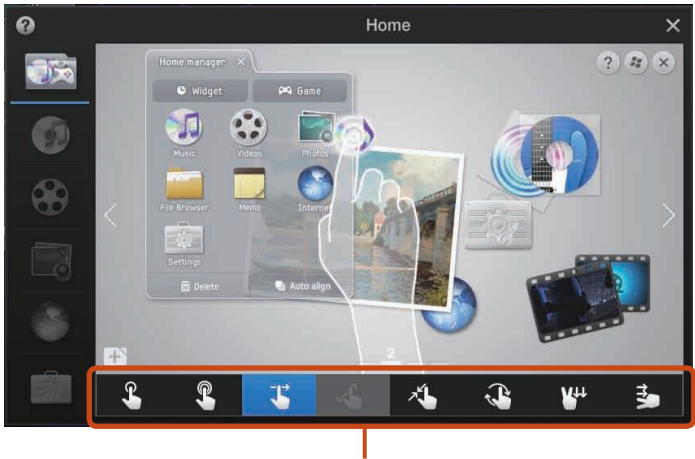 Home
Home manager
Widget
Game
Music
Videos
Photos
File Browser
Memo
Internet
Settings
Delete
Auto align
2